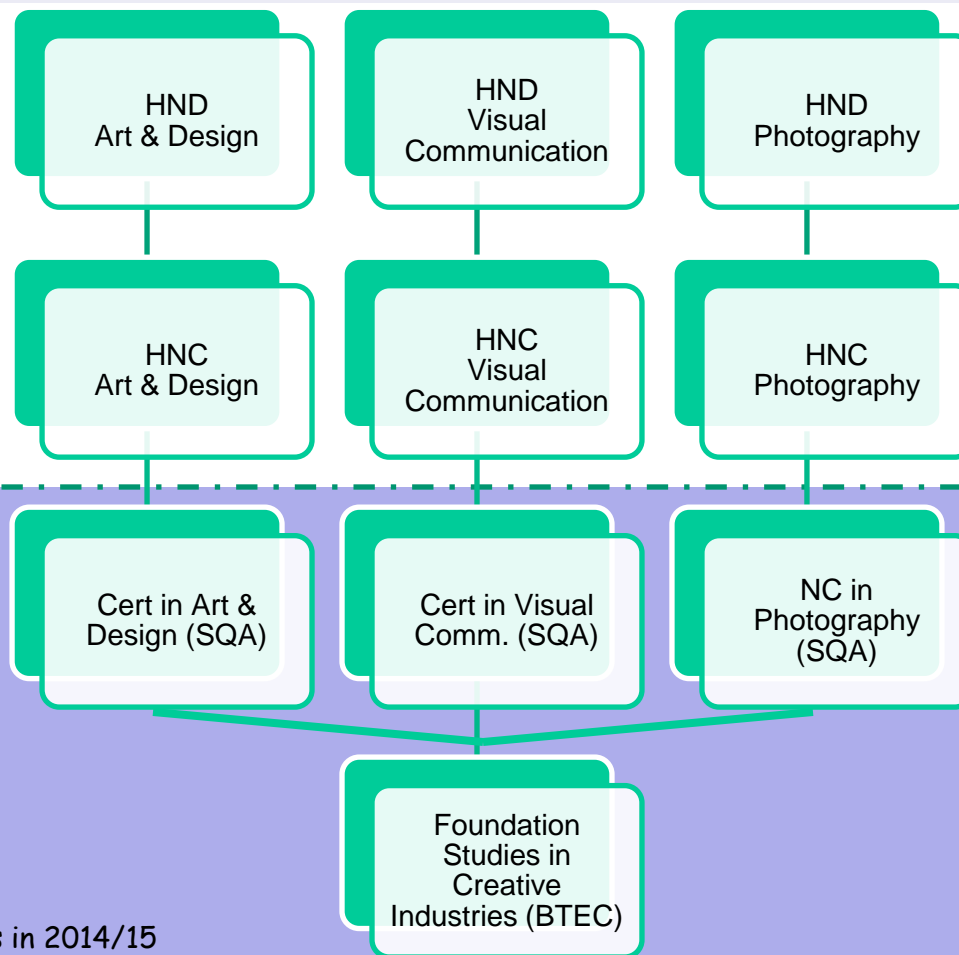 HND
Art & Design
HND
Visual
Communication
HND
Photography
HNC
Art & Design
HNC
Visual
Communication
HNC
Photography
Cert in Art &
Design (SQA)
Cert in Visual
Comm. (SQA)
NC in
Photography
(SQA)
Foundation
Studies in
Creative
Industries (BTEC)
in 2014/15